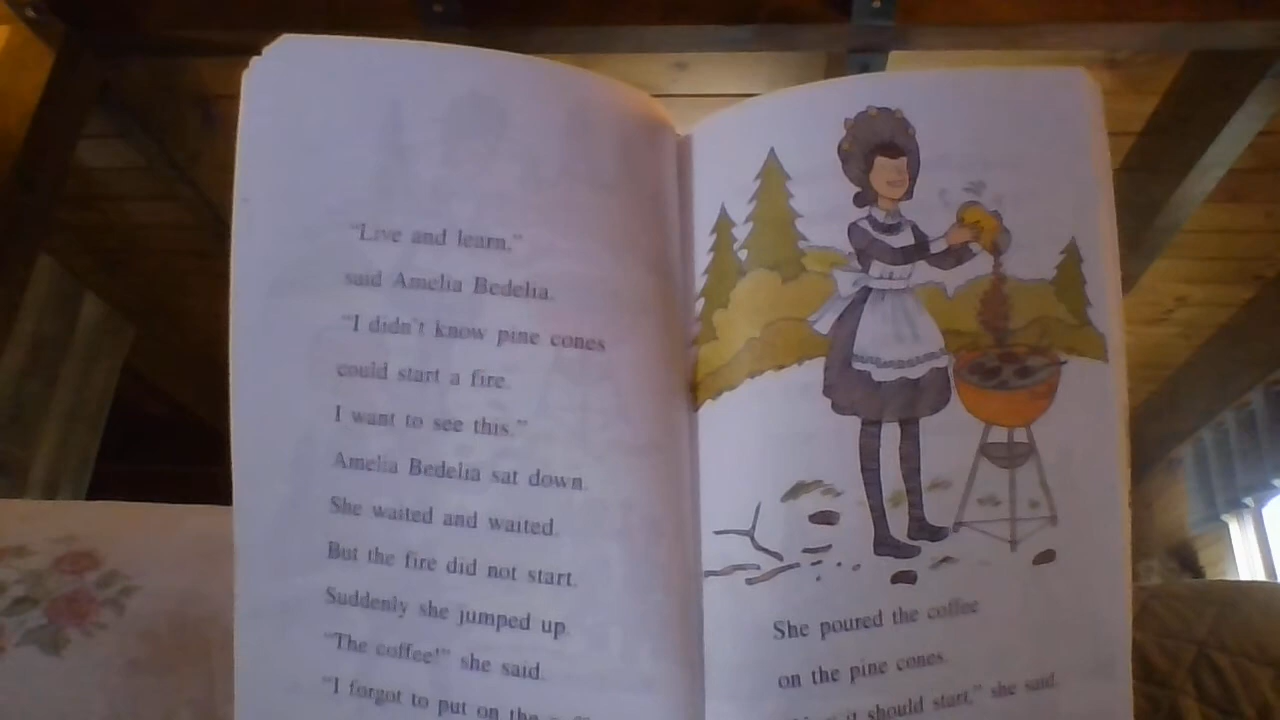 "Live and learn,"
said Amelia Bedelia.
"I didn't know pine cones
could start a fire.
I want to see this."
Amelia Bedelia sat down.
She waited and waited.
But the fire did not start.
Suddenly she jumped up.
"The coffee!" she said.
"I forgot to put on the
She poured the coffee
on the pine cones.
it should start," she said.